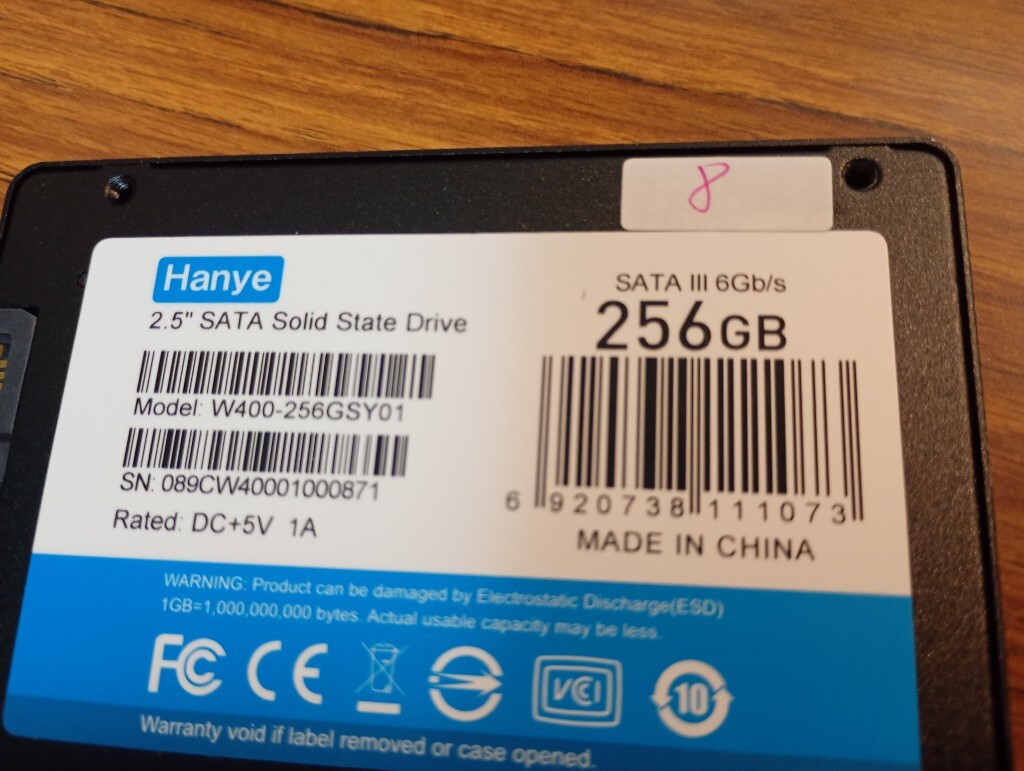 8
Hanye
2.5" SATA Solid State Drive
Model: W400-256GSY01
SN: 089CW40001000871
Rated: DC+5V 1A
SATA III 6Gb/s
256GB
6 920738 111073
MADE IN CHINA
WARNING: Product can be damaged by Electrostatic Discharge(ESD)
1GB=1,000,000,000 bytes. Actual usable capacity may be less.
FC CE VCCI 10
Warranty void if label removed or case opened.